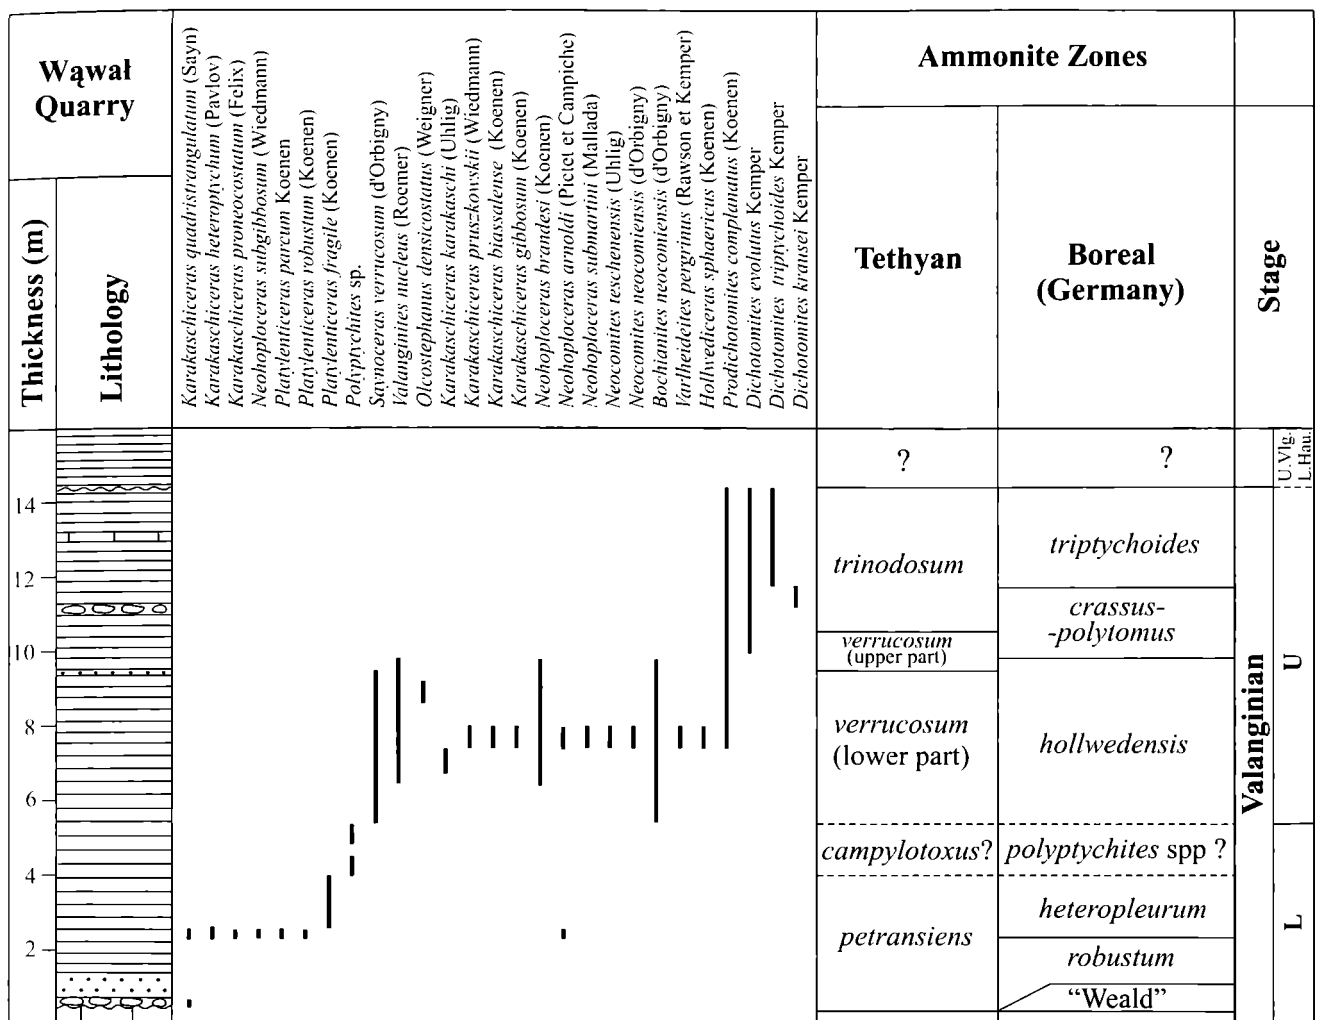 Wąwał
Quarry
Thickness (m)
Lithology
Karakaschiceras quadristrangulatum (Sayn)
Karakaschiceras heteroptychum (Pavlov)
Karakaschiceras proneocostatum (Felix)
Neohoploceras subgibbosum (Wiedmann)
Platylenticeras parcum Koenen
Platylenticeras robustum (Koenen)
Platylenticeras fragile (Koenen)
Polyptychites sp.
Saynoceras verrucosum (d'Orbigny)
Valanginites nucleus (Roemer)
Olcostephanus densicostatus (Weigner)
Karakaschiceras karakaschi (Uhlig)
Karakaschiceras pruszkowskii (Wiedmann)
Karakaschiceras biassalense (Koenen)
Karakaschiceras gibbosum (Koenen)
Neohoploceras brandesi (Koenen)
Neohoploceras arnoldi (Pictet et Campiche)
Neohoploceras submartini (Mallada)
Neocomites teschenensis (Uhlig)
Neocomites neocomiensis (d'Orbigny)
Bochianites neocomiensis (d'Orbigny)
Varlheideites pergrinus (Rawson et Kemper)
Hollwediceras sphaericus (Koenen)
Prodichotomites complanatus (Koenen)
Dichotomites evolutus Kemper
Dichotomites triptychoides Kemper
Dichotomites krausei Kemper
Ammonite Zones
Tethyan
Boreal
(Germany)
Stage
14
12
10
8
6
4
2
?
trinodosum
verrucosum
(upper part)
verrucosum
(lower part)
campylotoxus?
petransiens
?
triptychoides
crassus-
-polytomus
hollwedensis
polyptychites spp ?
heteropleurum
robustum
“Weald”
Valanginian
U.Vlg.
L.Hau.
U
L